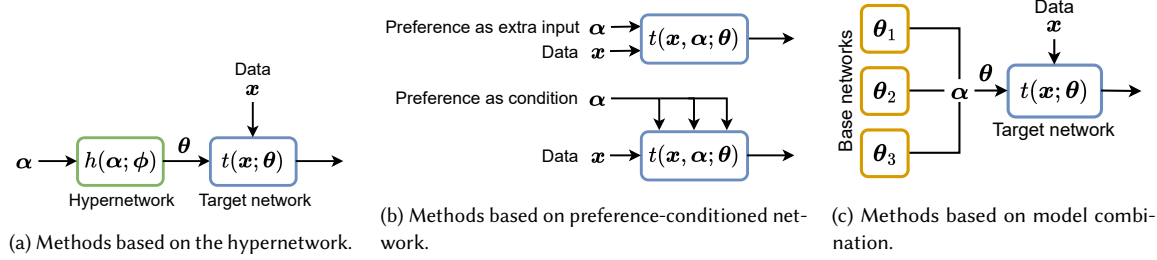 Data
x
α
h(α; ϕ)
θ
t(x; θ)
Hypernetwork
Target network
(a) Methods based on the hypernetwork.
Preference as extra input α
Data x
t(x, α; θ)
Preference as condition α
Data x
t(x, α; θ)
(b) Methods based on preference-conditioned net-
work.
Base networks
θ1
θ2
θ3
α
θ
Data
x
t(x; θ)
Target network
(c) Methods based on model combi-
nation.